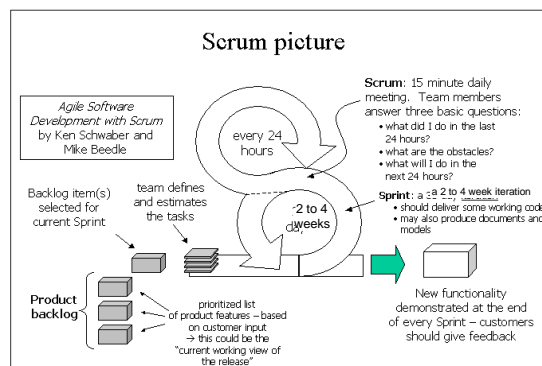 Scrum picture
Agile Software
Development with Scrum
by Ken Schwaber and
Mike Beedle
every 24
hours
Scrum: 15 minute daily
meeting. Team members
answer three basic questions:
• what did I do in the last
24 hours?
• what are the obstacles?
• what will I do in the
next 24 hours?
Backlog item(s)
selected for
current Sprint
team defines
and estimates
the tasks
2 to 4
weeks
Sprint: a 2 to 4 week iteration
• should deliver some working code
• may also produce documents and
models
Product
backlog
prioritized list
of product features – based
on customer input
→ this could be the
"current working view of
the release"
New functionality
demonstrated at the end
of every Sprint – customers
should give feedback